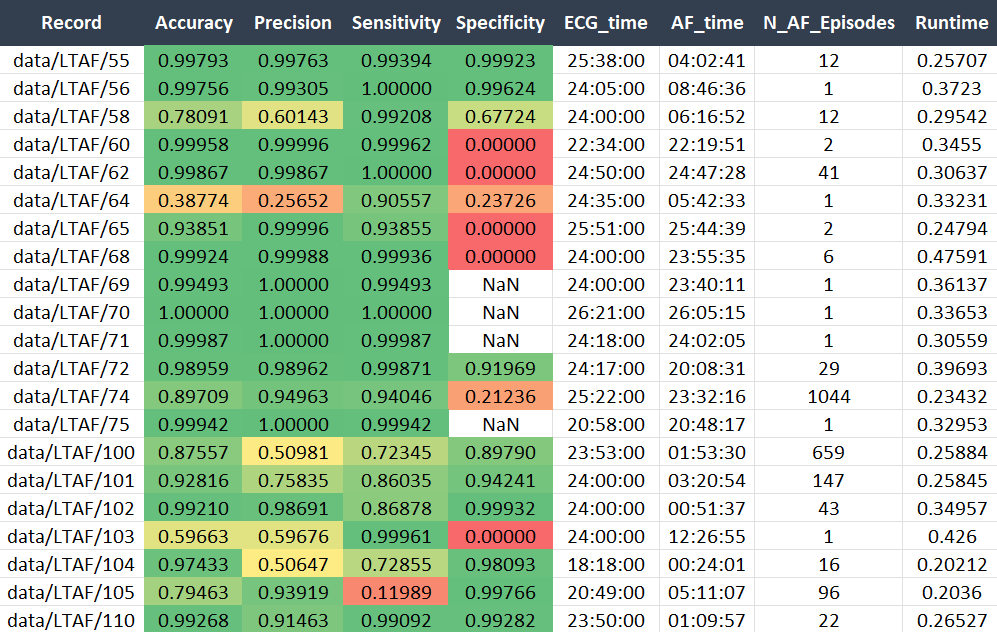 Record Accuracy Precision Sensitivity Specificity ECG_time AF_time N_AF_Episodes Runtime
data/LTAF/55 0.99793 0.99763 0.99394 0.99923 25:38:00 04:02:41 12 0.25707
data/LTAF/56 0.99756 0.99305 1.00000 0.99624 24:05:00 08:46:36 1 0.3723
data/LTAF/58 0.78091 0.60143 0.99208 0.67724 24:00:00 06:16:52 12 0.29542
data/LTAF/60 0.99958 0.99996 0.99962 0.00000 22:34:00 22:19:51 2 0.3455
data/LTAF/62 0.99867 0.99867 1.00000 0.00000 24:50:00 24:47:28 41 0.30637
data/LTAF/64 0.38774 0.25652 0.90557 0.23726 24:35:00 05:42:33 1 0.33231
data/LTAF/65 0.93851 0.99996 0.93855 0.00000 25:51:00 25:44:39 2 0.24794
data/LTAF/68 0.99924 0.99988 0.99936 0.00000 24:00:00 23:55:35 6 0.47591
data/LTAF/69 0.99493 1.00000 0.99493 NaN 24:00:00 23:40:11 1 0.36137
data/LTAF/70 1.00000 1.00000 1.00000 NaN 26:21:00 26:05:15 1 0.33653
data/LTAF/71 0.99987 1.00000 0.99987 NaN 24:18:00 24:02:05 1 0.30559
data/LTAF/72 0.98959 0.98962 0.99871 0.91969 24:17:00 20:08:31 29 0.39693
data/LTAF/74 0.89709 0.94963 0.94046 0.21236 25:22:00 23:32:16 1044 0.23432
data/LTAF/75 0.99942 1.00000 0.99942 NaN 20:58:00 20:48:17 1 0.32953
data/LTAF/100 0.87557 0.50981 0.72345 0.89790 23:53:00 01:53:30 659 0.25884
data/LTAF/101 0.92816 0.75835 0.86035 0.94241 24:00:00 03:20:54 147 0.25845
data/LTAF/102 0.99210 0.98691 0.86878 0.99932 24:00:00 00:51:37 43 0.34957
data/LTAF/103 0.59663 0.59676 0.99961 0.00000 24:00:00 12:26:55 1 0.426
data/LTAF/104 0.97433 0.50647 0.72855 0.98093 18:18:00 00:24:01 16 0.20212
data/LTAF/105 0.79463 0.93919 0.11989 0.99766 20:49:00 05:11:07 96 0.2036
data/LTAF/110 0.99268 0.91463 0.99092 0.99282 23:50:00 01:09:57 22 0.26527